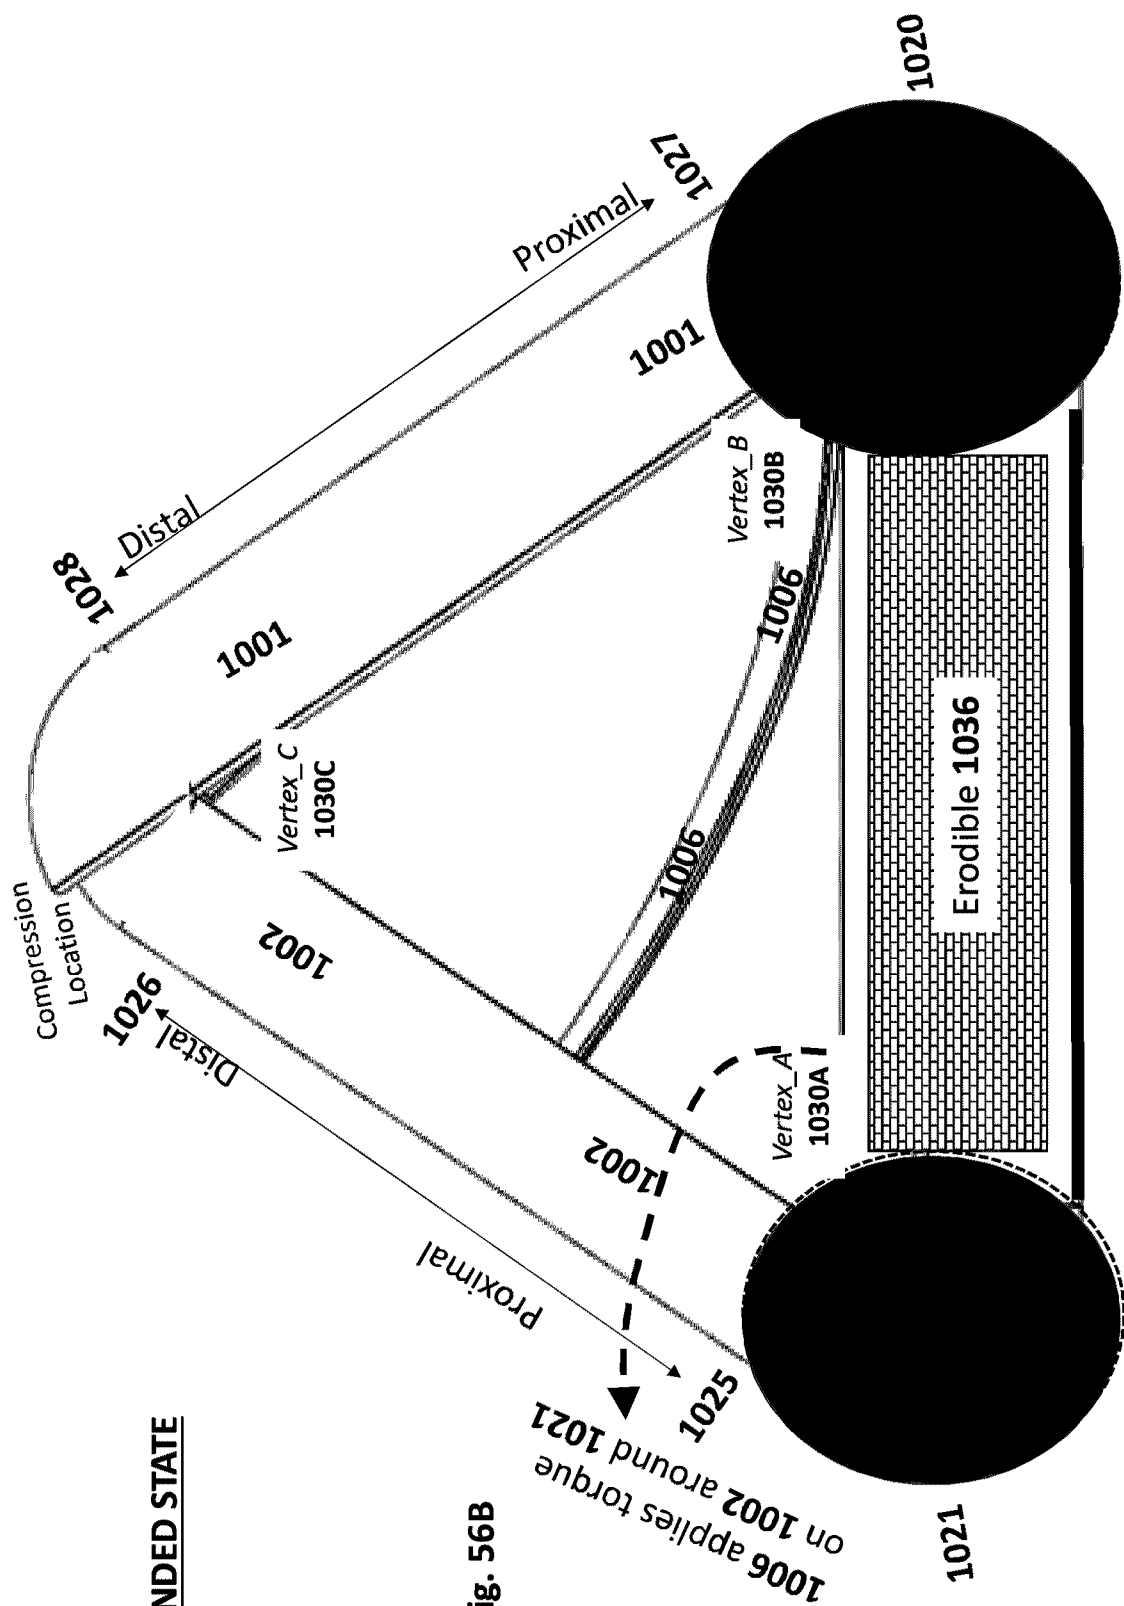 NDED STATE
ig. 56B
1020
1027
Proximal
1001
Distal
1028
1001
Vertex_B
1030B
Vertex_C
1030C
1006
1006
Erodible 1036
Compression
Location
1002
1026
Distal
Vertex_A
1030A
1002
Proximal
1025
1006 applies torque
on 1002 around 1021
1021